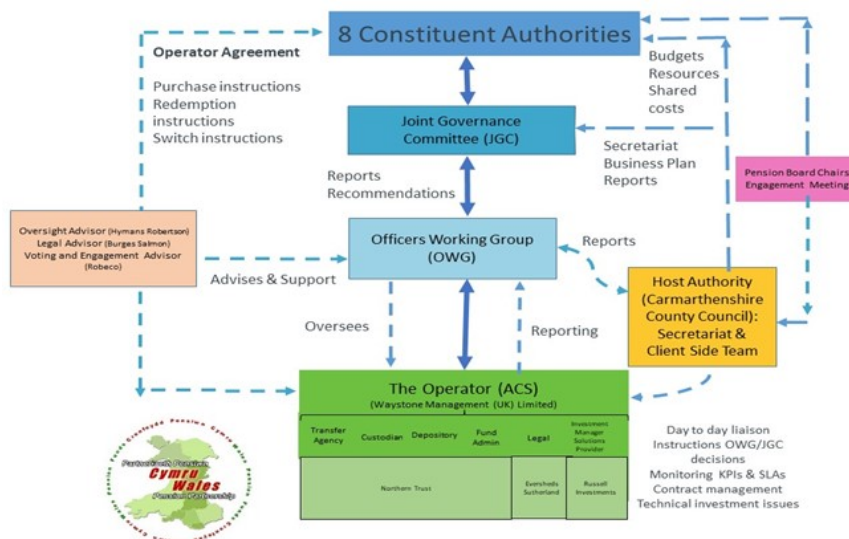 8 Constituent Authorities
Operator Agreement
Purchase instructions
Redemption
instructions
Switch instructions
Budgets
Resources
Shared
costs
Joint Governance
Committee (JGC)
Secretariat
Business Plan
Reports
Reports
Recommendations
Pension Board Chairs
Engagement Meeting
Oversight Advisor (Hymans Robertson)
Legal Advisor (Burges Salmon)
Voting and Engagement Advisor
(Robeco)
Advises & Support
Officers Working Group
(OWG)
Reports
Host Authority
(Carmarthenshire
County Council):
Secretariat &
Client Side Team
Oversees
Reporting
The Operator (ACS)
(Waystone Management (UK) Limited)
Transfer
Agency
Custodian
Depository
Fund
Admin
Legal
Investment
Manager
Solutions
Provider
Northern Trust
Eversheds
Sutherland
Russell
Investments
Day to day liaison
Instructions OWG/JGC
decisions
Monitoring KPIs & SLAs
Contract management
Technical investment issues
Partneriaeth Pensiwn
Cymru
Wales
Pension Partnership